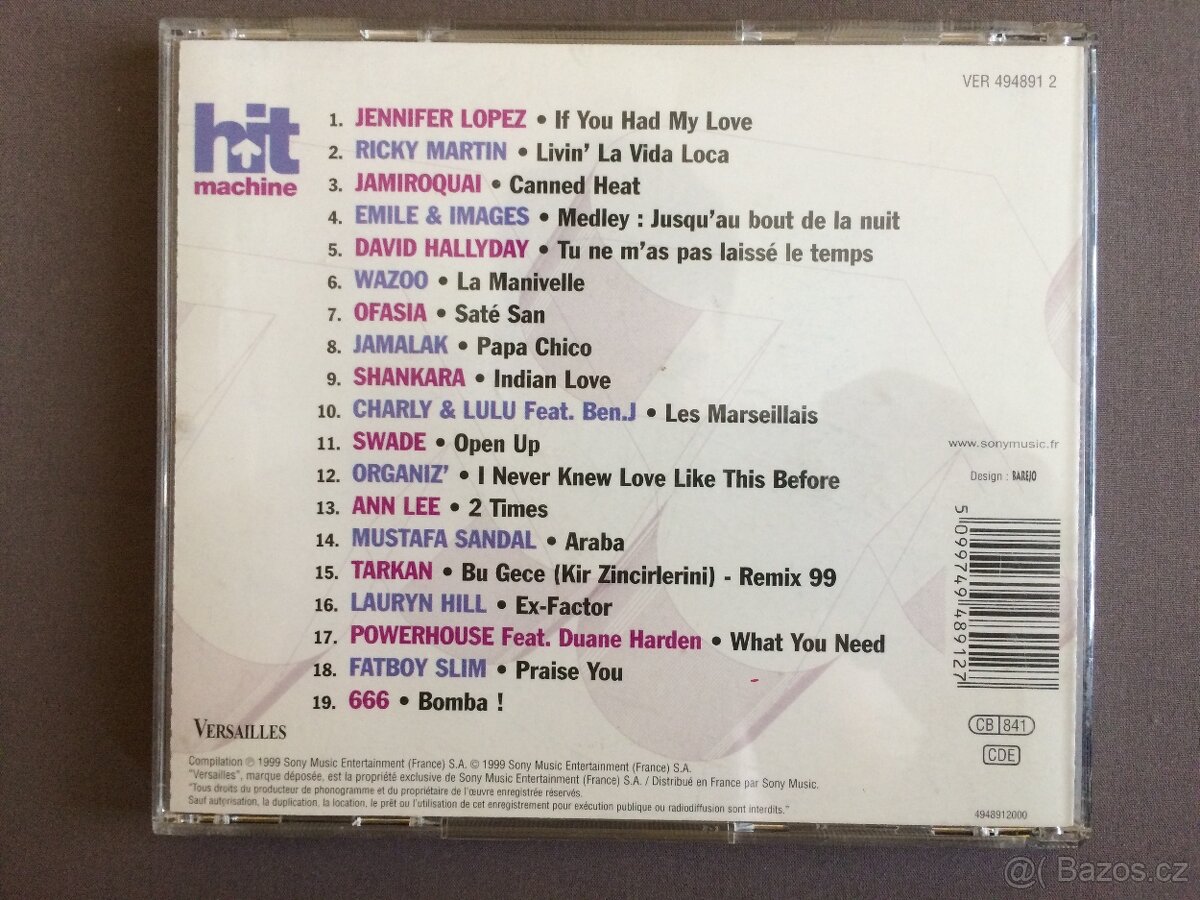 VER 494891 2
hit
machine
1. JENNIFER LOPEZ • If You Had My Love
2. RICKY MARTIN • Livin' La Vida Loca
3. JAMIROQUAI • Canned Heat
4. EMILE & IMAGES • Medley : Jusqu'au bout de la nuit
5. DAVID HALLYDAY • Tu ne m'as pas laissé le temps
6. WAZOO • La Manivelle
7. OFASIA • Saté San
8. JAMALAK • Papa Chico
9. SHANKARA • Indian Love
10. CHARLY & LULU Feat. Ben.J • Les Marseillais
11. SWADE • Open Up
12. ORGANIZ' • I Never Knew Love Like This Before
13. ANN LEE • 2 Times
14. MUSTAFA SANDAL • Araba
15. TARKAN • Bu Gece (Kir Zincirlerini) - Remix 99
16. LAURYN HILL • Ex-Factor
17. POWERHOUSE Feat. Duane Harden • What You Need
18. FATBOY SLIM • Praise You
19. 666 • Bomba !
www.sonymusic.fr
Design : BAREJO
5099749489127
CB 841
CDE
VERSAILLES
Compilation ℗ 1999 Sony Music Entertainment (France) S.A. © 1999 Sony Music Entertainment (France) S.A.
"Versailles", marque déposée, est la propriété exclusive de Sony Music Entertainment (France) S.A. / Distribué en France par Sony Music.
"Tous droits du producteur de phonogramme et du propriétaire de l'œuvre enregistrée réservés.
Sauf autorisation, la duplication, la location, le prêt ou l'utilisation de cet enregistrement pour exécution publique ou radiodiffusion sont interdits."
4948912000
@( Bazos.cz